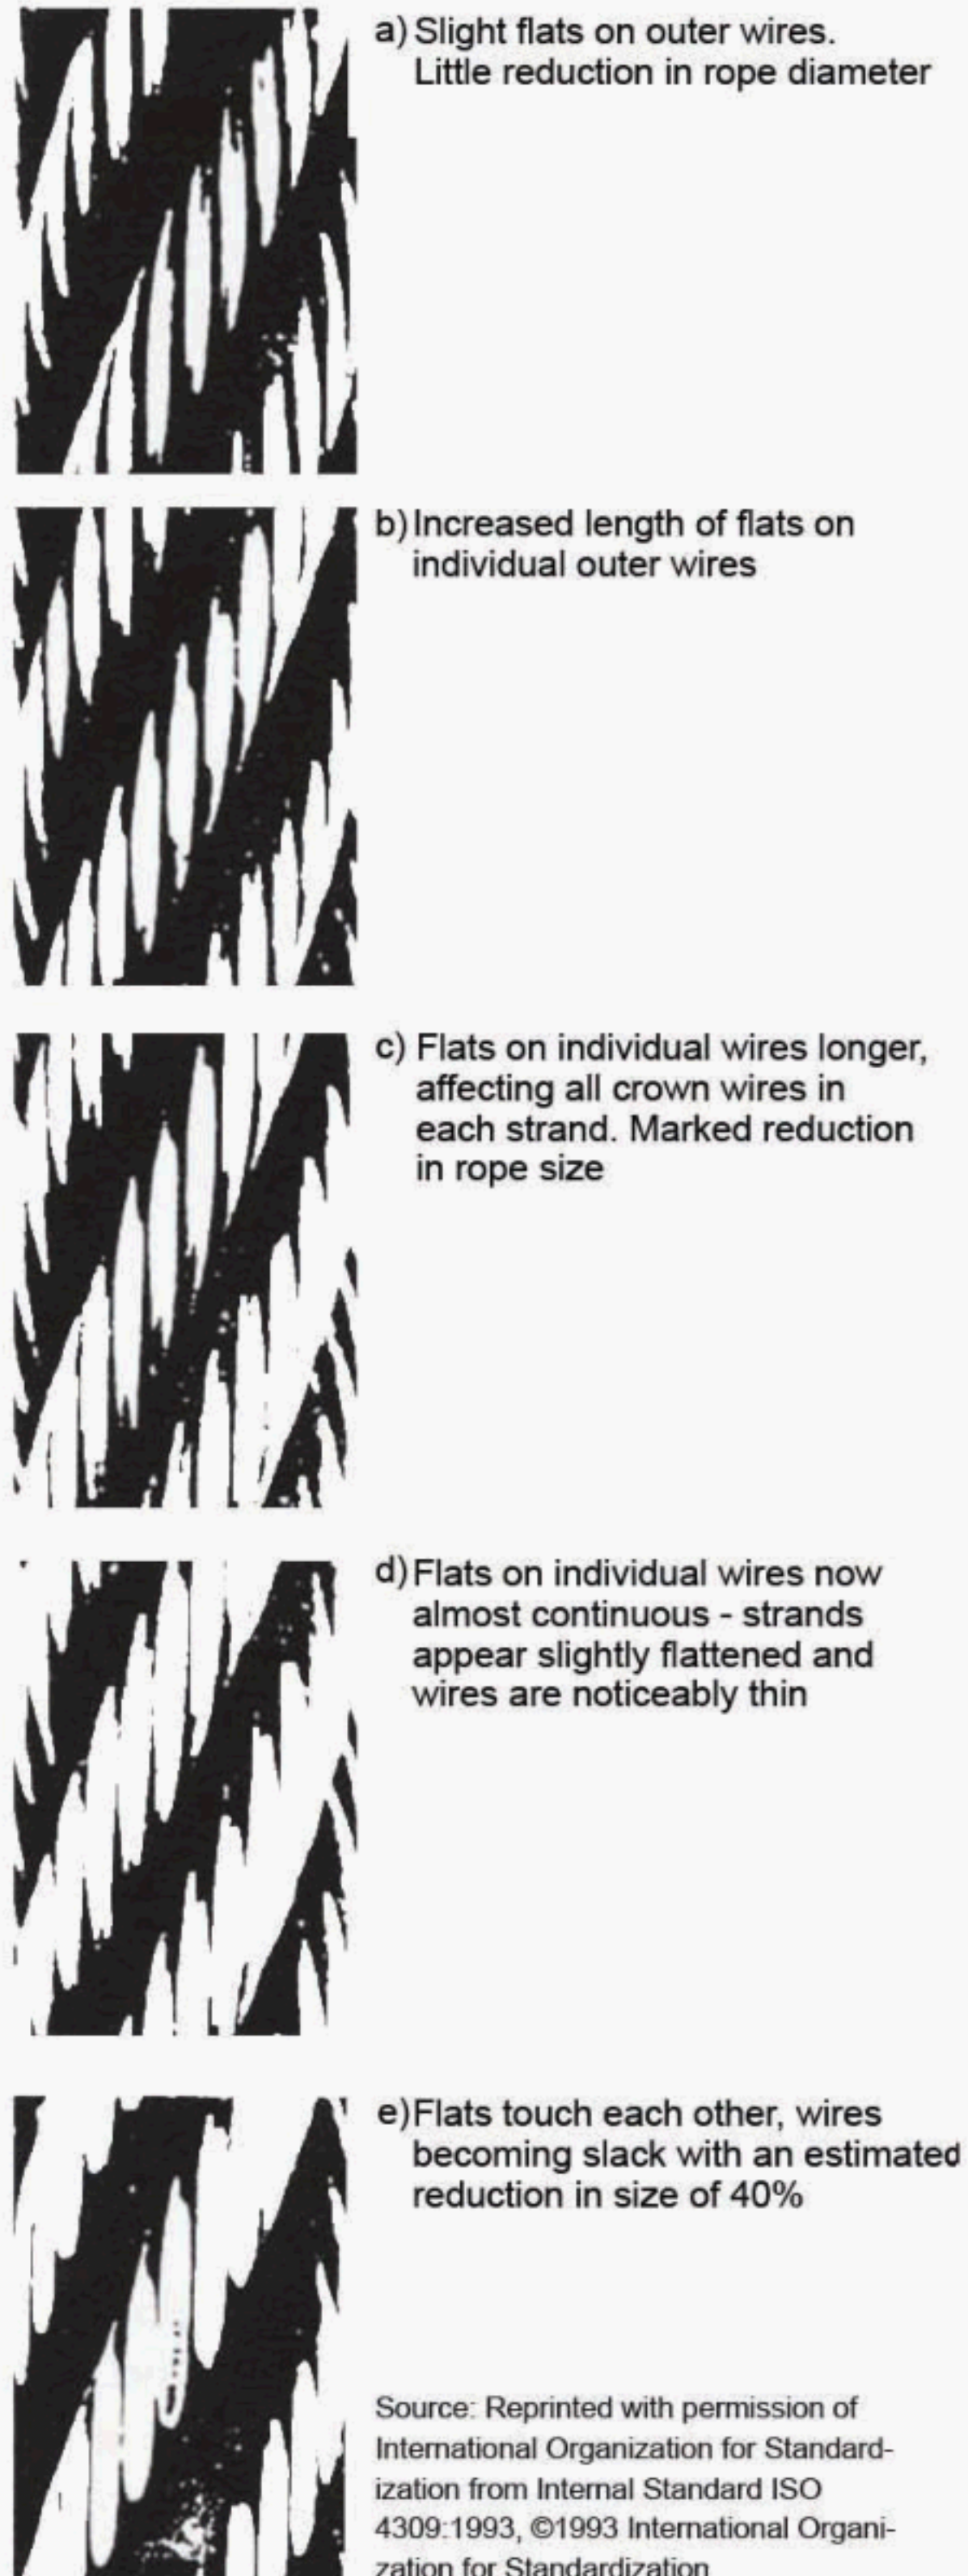 a) Slight flats on outer wires.
Little reduction in rope diameter
b) Increased length of flats on
individual outer wires
c) Flats on individual wires longer,
affecting all crown wires in
each strand. Marked reduction
in rope size
d) Flats on individual wires now
almost continuous - strands
appear slightly flattened and
wires are noticeably thin
e) Flats touch each other, wires
becoming slack with an estimated
reduction in size of 40%
Source: Reprinted with permission of
International Organization for Standard-
ization from Internal Standard ISO
4309:1993, ©1993 International Organi-
zation for Standardization